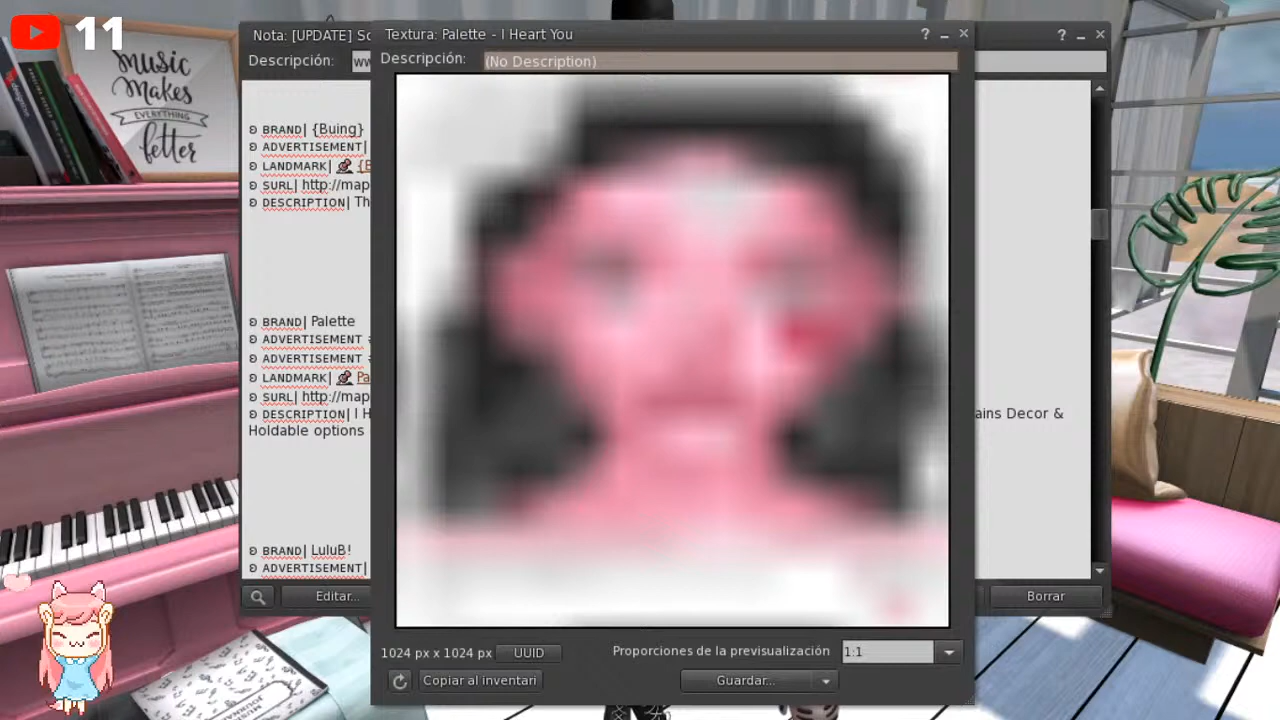 11
music
Makes
EVERYTHING
better
Nota: [UPDATE] Sc
Descripción:
ʚ BRAND| {Buing}
ʚ ADVERTISEMENT|
ʚ LANDMARK|
ʚ SURL| http://map
ʚ DESCRIPTION| Th
ʚ BRAND| Palette
ʚ ADVERTISEMENT
ʚ ADVERTISEMENT
ʚ LANDMARK| Pa
ʚ SURL| http://map
ʚ DESCRIPTION| I H
ains Decor &
Holdable options
ʚ BRAND| LuluB!
ʚ ADVERTISEMENT|
Editar...
Borrar
Textura: Palette - I Heart You
Descripción: (No Description)
1024 px x 1024 px UUID
Proporciones de la previsualización 1:1
Copiar al inventari
Guardar...